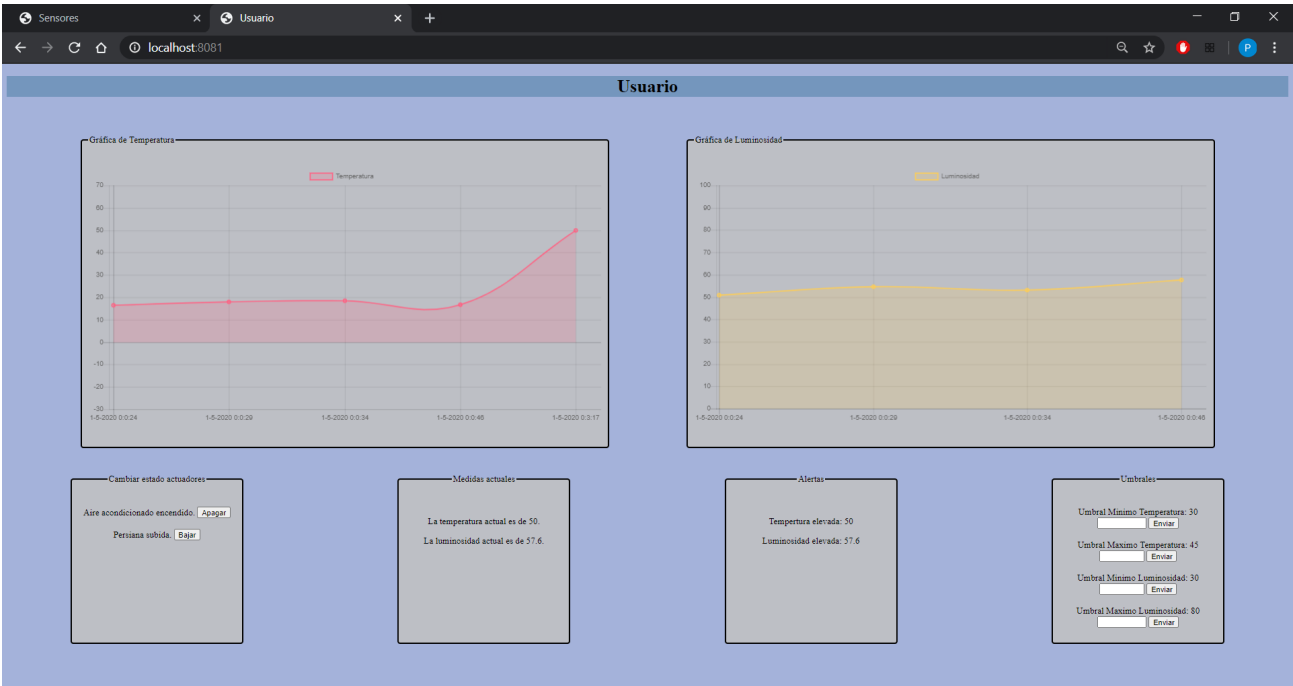 Sensores
Usuario
localhost:8081
P
Usuario
Gráfica de Temperatura
Temperatura
70
60
50
40
30
20
10
0
-10
-20
-30
1-5-2020 0:0:24
1-5-2020 0:0:29
1-5-2020 0:0:34
1-5-2020 0:0:46
1-5-2020 0:3:17
Gráfica de Luminosidad
Luminosidad
100
90
80
70
60
50
40
30
20
10
0
1-5-2020 0:0:24
1-5-2020 0:0:29
1-5-2020 0:0:34
1-5-2020 0:0:46
Cambiar estado actuadores
Aire acondicionado encendido. Apagar
Persiana subida. Bajar
Medidas actuales
La temperatura actual es de 50.
La luminosidad actual es de 57.6.
Alertas
Tempertura elevada: 50
Luminosidad elevada: 57.6
Umbrales
Umbral Minimo Temperatura: 30
Enviar
Umbral Maximo Temperatura: 45
Enviar
Umbral Minimo Luminosidad: 30
Enviar
Umbral Maximo Luminosidad: 80
Enviar